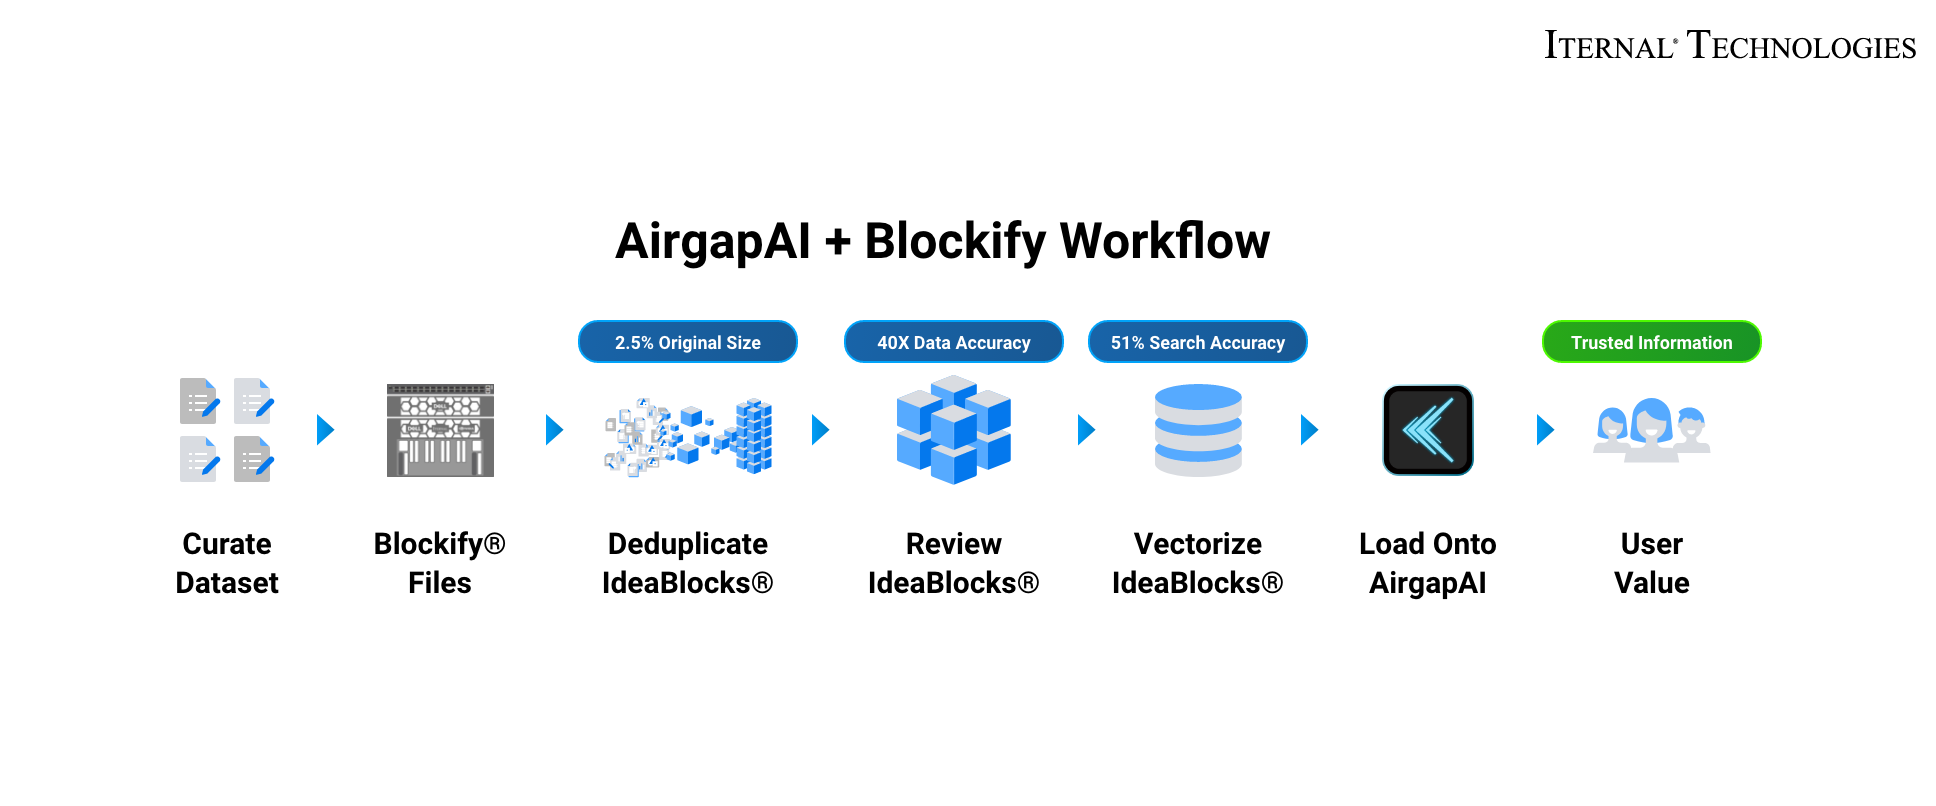 ITERNAL® TECHNOLOGIES
AirgapAI + Blockify Workflow
2.5% Original Size
40X Data Accuracy
51% Search Accuracy
Trusted Information
Curate
Dataset
Blockify®
Files
Deduplicate
IdeaBlocks®
Review
IdeaBlocks®
Vectorize
IdeaBlocks®
Load Onto
AirgapAI
User
Value